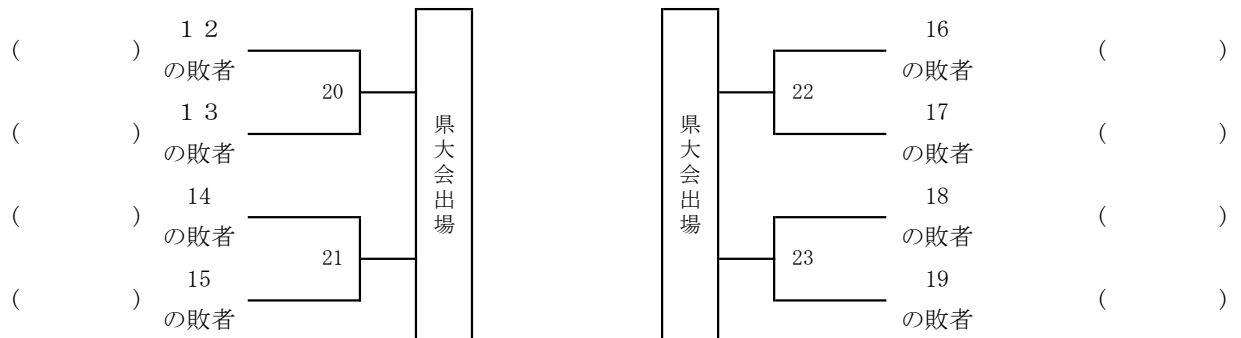 １２ 16
( ) の敗者 の敗者 ( )
20 22
１３ 17
( ) の敗者 の敗者 ( )
県大会出場 県大会出場
14 18
( ) の敗者 の敗者 ( )
21 23
15 19
( ) の敗者 の敗者 ( )